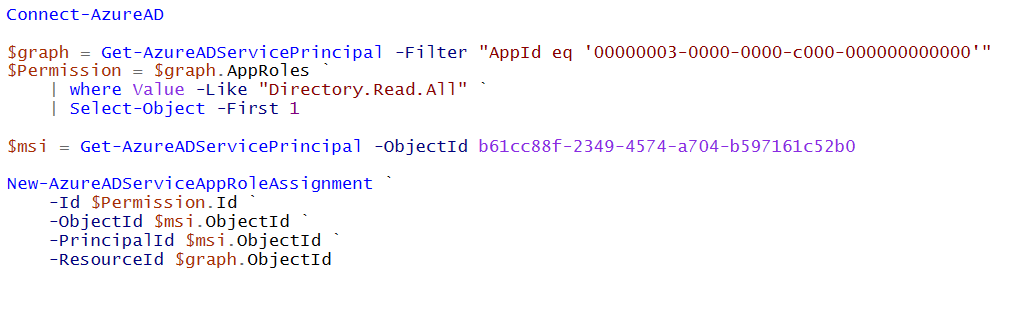 Connect-AzureAD
$graph = Get-AzureADServicePrincipal -Filter "AppId eq '00000003-0000-0000-c000-000000000000'"
$Permission = $graph.AppRoles `
    | where Value -Like "Directory.Read.All" `
    | Select-Object -First 1
$msi = Get-AzureADServicePrincipal -ObjectId b61cc88f-2349-4574-a704-b597161c52b0
New-AzureADServiceAppRoleAssignment `
    -Id $Permission.Id `
    -ObjectId $msi.ObjectId `
    -PrincipalId $msi.ObjectId `
    -ResourceId $graph.ObjectId